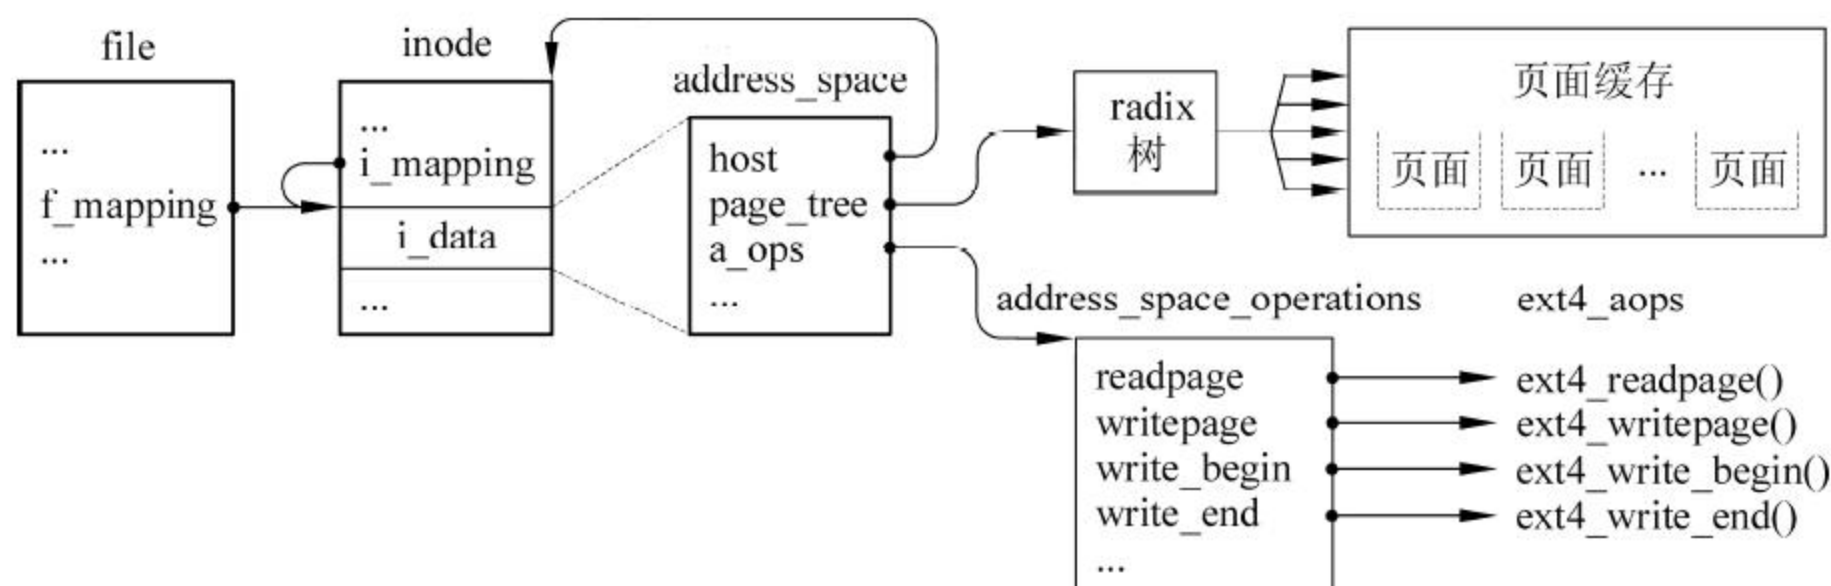 file
...
f_mapping
...
inode
...
i_mapping
i_data
...
address_space
host
page_tree
a_ops
...
radix
树
页面缓存
页面 页面 ... 页面
address_space_operations
readpage
writepage
write_begin
write_end
...
ext4_aops
ext4_readpage()
ext4_writepage()
ext4_write_begin()
ext4_write_end()